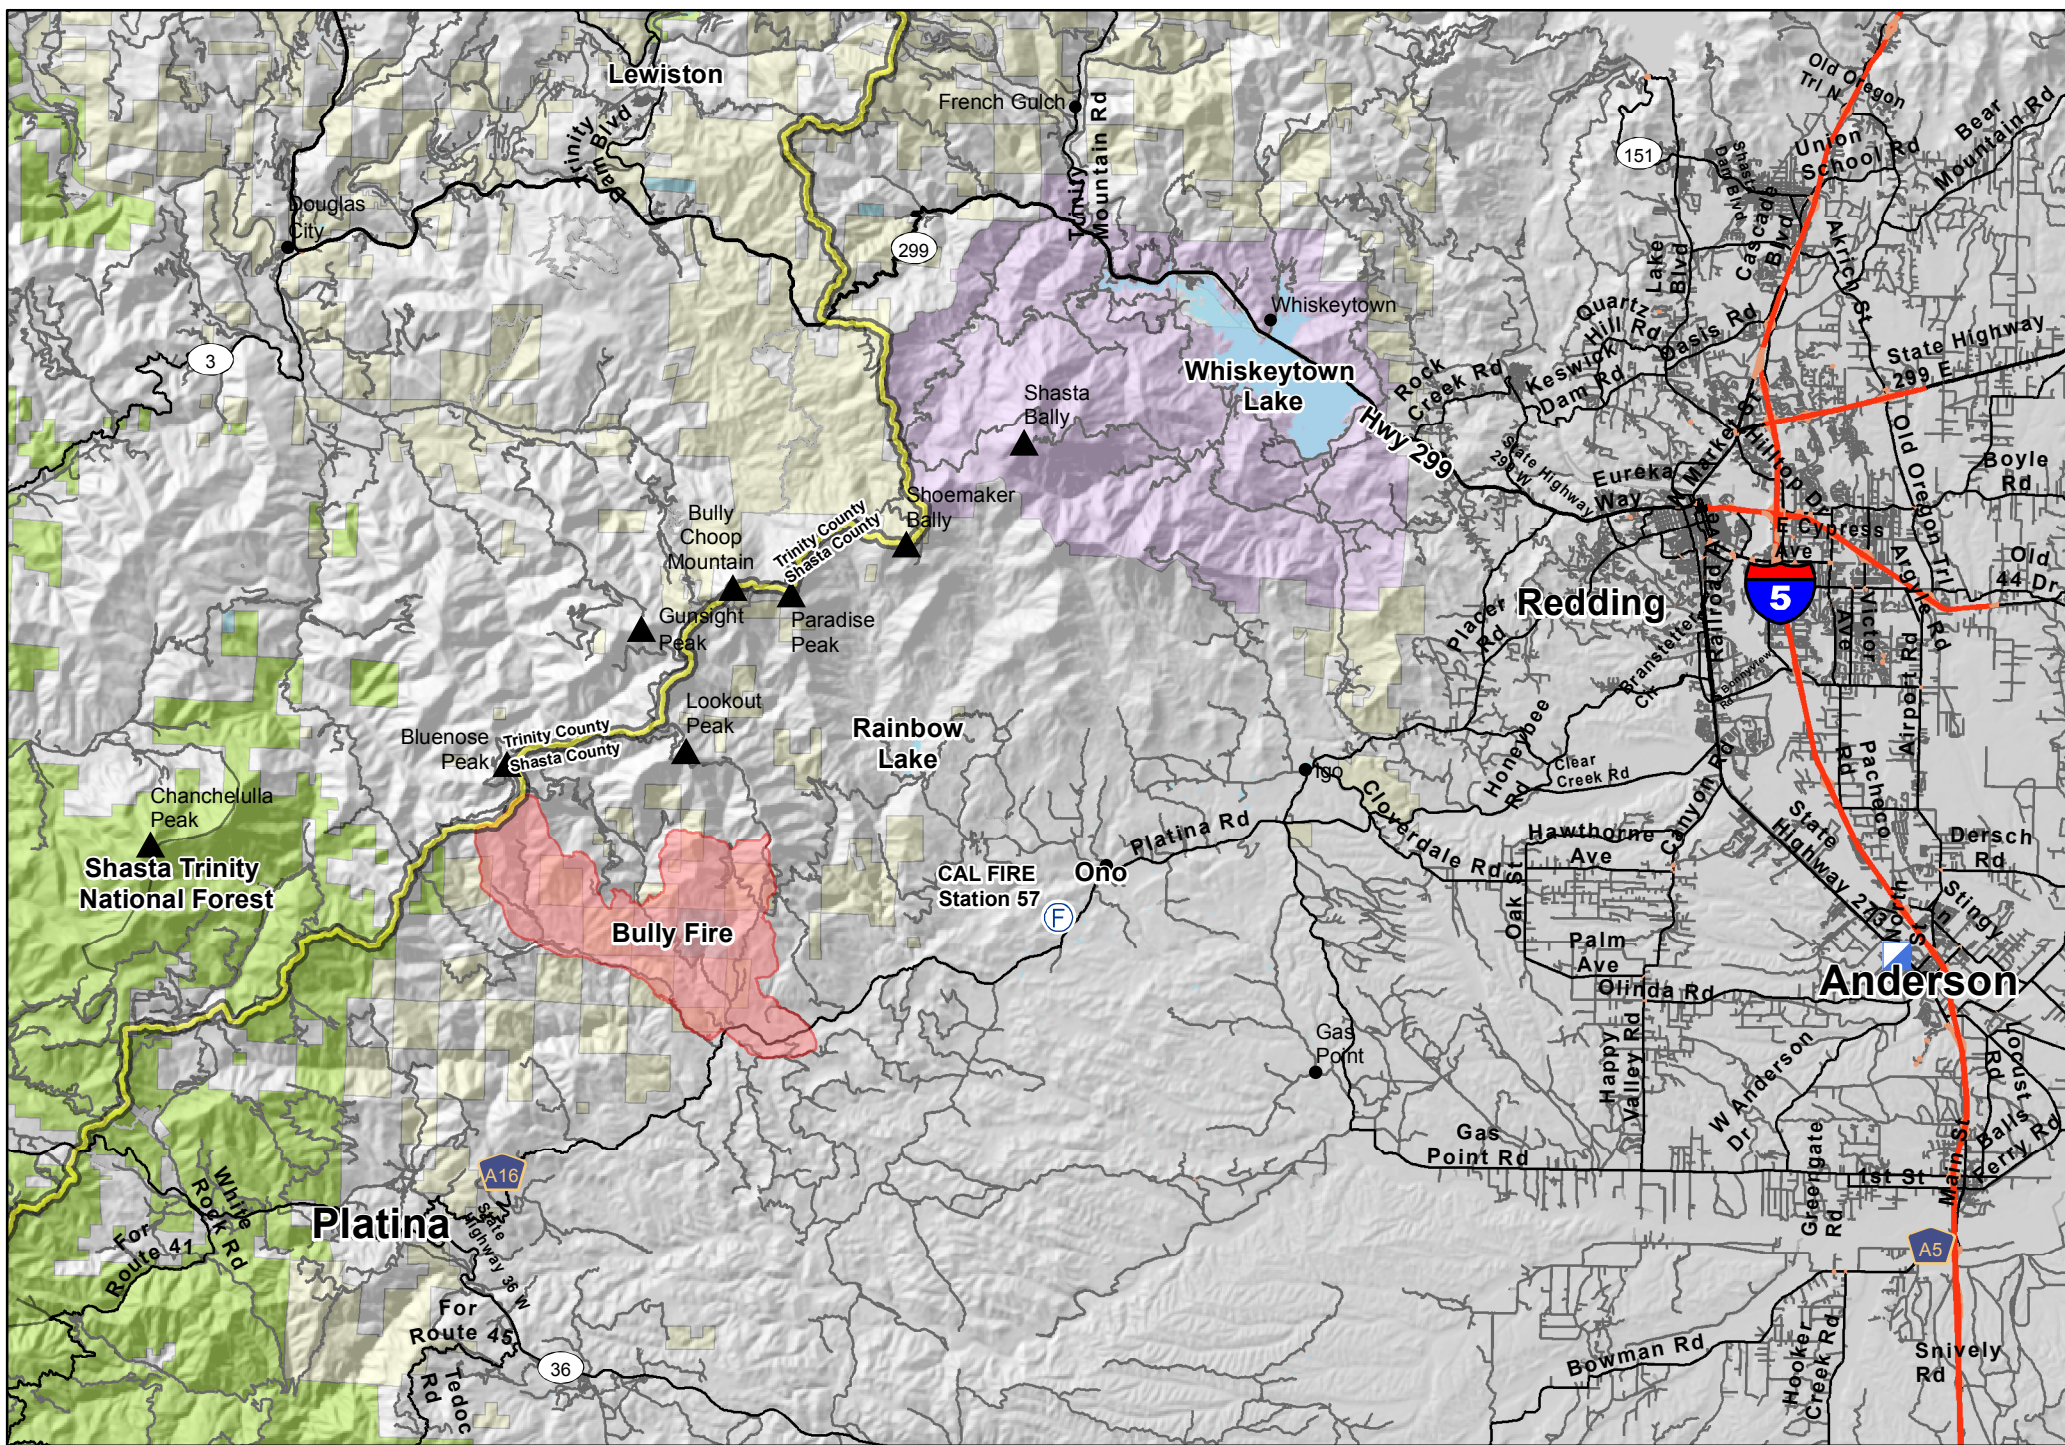 Lewiston
French Gulch
Trinity
Dam Blvd
Trinity
Mountain Rd
Douglas
City
299
3
151
Old Oregon
Trl N
Bear
Mountain Rd
Union
School Rd
Shasta
Dam Blvd
Cascade
Blvd
Lake
Blvd
Akrich St
Quartz
Hill Rd
Oasis Rd
Keswick
Dam Rd
Rock
Creek Rd
State Highway
299 E
Whiskeytown
Whiskeytown
Lake
Shasta
Bally
Hwy 299
State Highway
299 W
Eureka
Way
N Market St
Hilltop Dr
Old Oregon Trl
Boyle
Rd
E Cypress
Ave
Old
44 Dr
Argyle Rd
Shoemaker
Bally
Bully
Choop
Mountain
Trinity County
Shasta County
Gunsight
Peak
Paradise
Peak
Redding
5
Railroad Ave
Placer
Rd
Branstetter
Ln
Bonnyview
Rd
Victor
Ave
Airport Rd
Lookout
Peak
Bluenose
Peak
Trinity County
Shasta County
Rainbow
Lake
Igo
Honeybee
Rd
Clear
Creek Rd
Canyon Rd
Pacheco
Rd
Chanchelulla
Peak
Shasta Trinity
National Forest
Cloverdale Rd
Platina Rd
Hawthorne
Ave
State
Highway 273
Dersch
Rd
CAL FIRE
Station 57
F
Ono
Bully Fire
Oak St
Palm
Ave
Olinda Rd
North
St
Stingy
Ln
Anderson
Gas
Point
Happy
Valley Rd
W Anderson
Dr
Locust
Rd
Balls
Ferry Rd
Main St
Gas
Point Rd
1st St
Greengate
Rd
A16
White
Rock Rd
For
Route 41
Platina
State
Highway 36 W
A5
For
Route 45
Tedoc
Rd
36
Bowman Rd
Hooker
Creek Rd
Snively
Rd